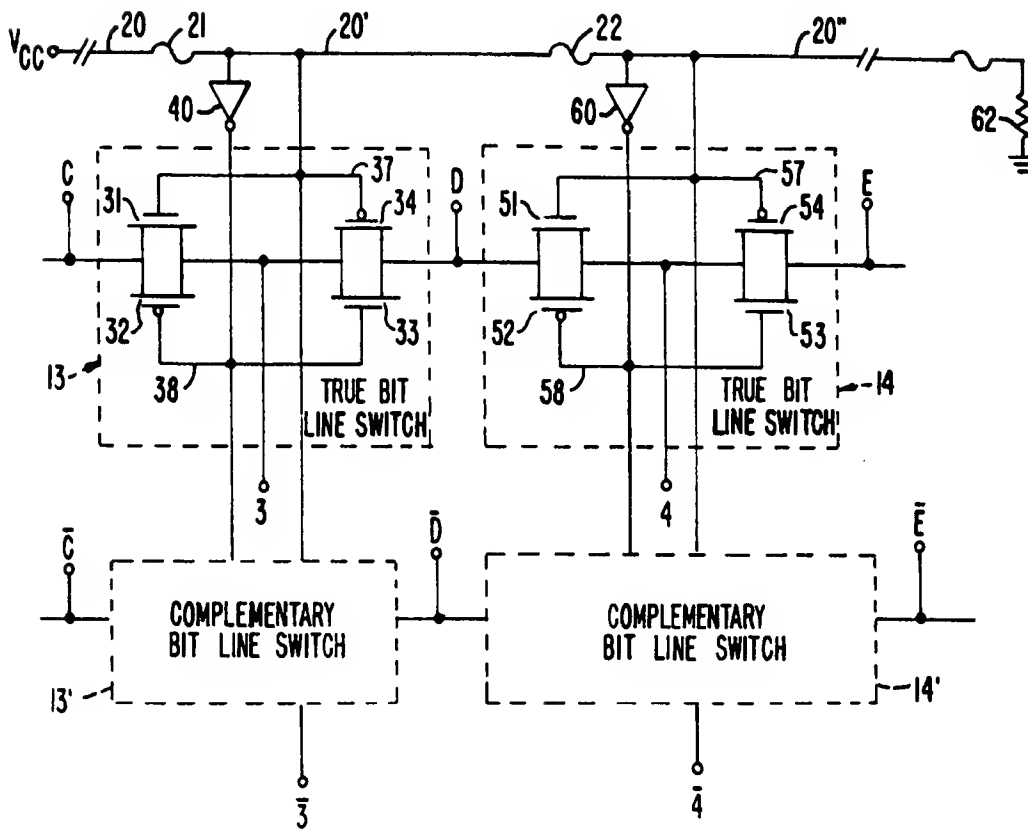 20 21 20' 22 20"
VCC
40 60 62
C 31 37 34 D 51 57 54 E
32 33 52 53
13 38 58 14
TRUE BIT
LINE SWITCH
TRUE BIT
LINE SWITCH
3 4
C̅ D̅ E̅
COMPLEMENTARY
BIT LINE SWITCH
COMPLEMENTARY
BIT LINE SWITCH
13' 14'
3̅ 4̅